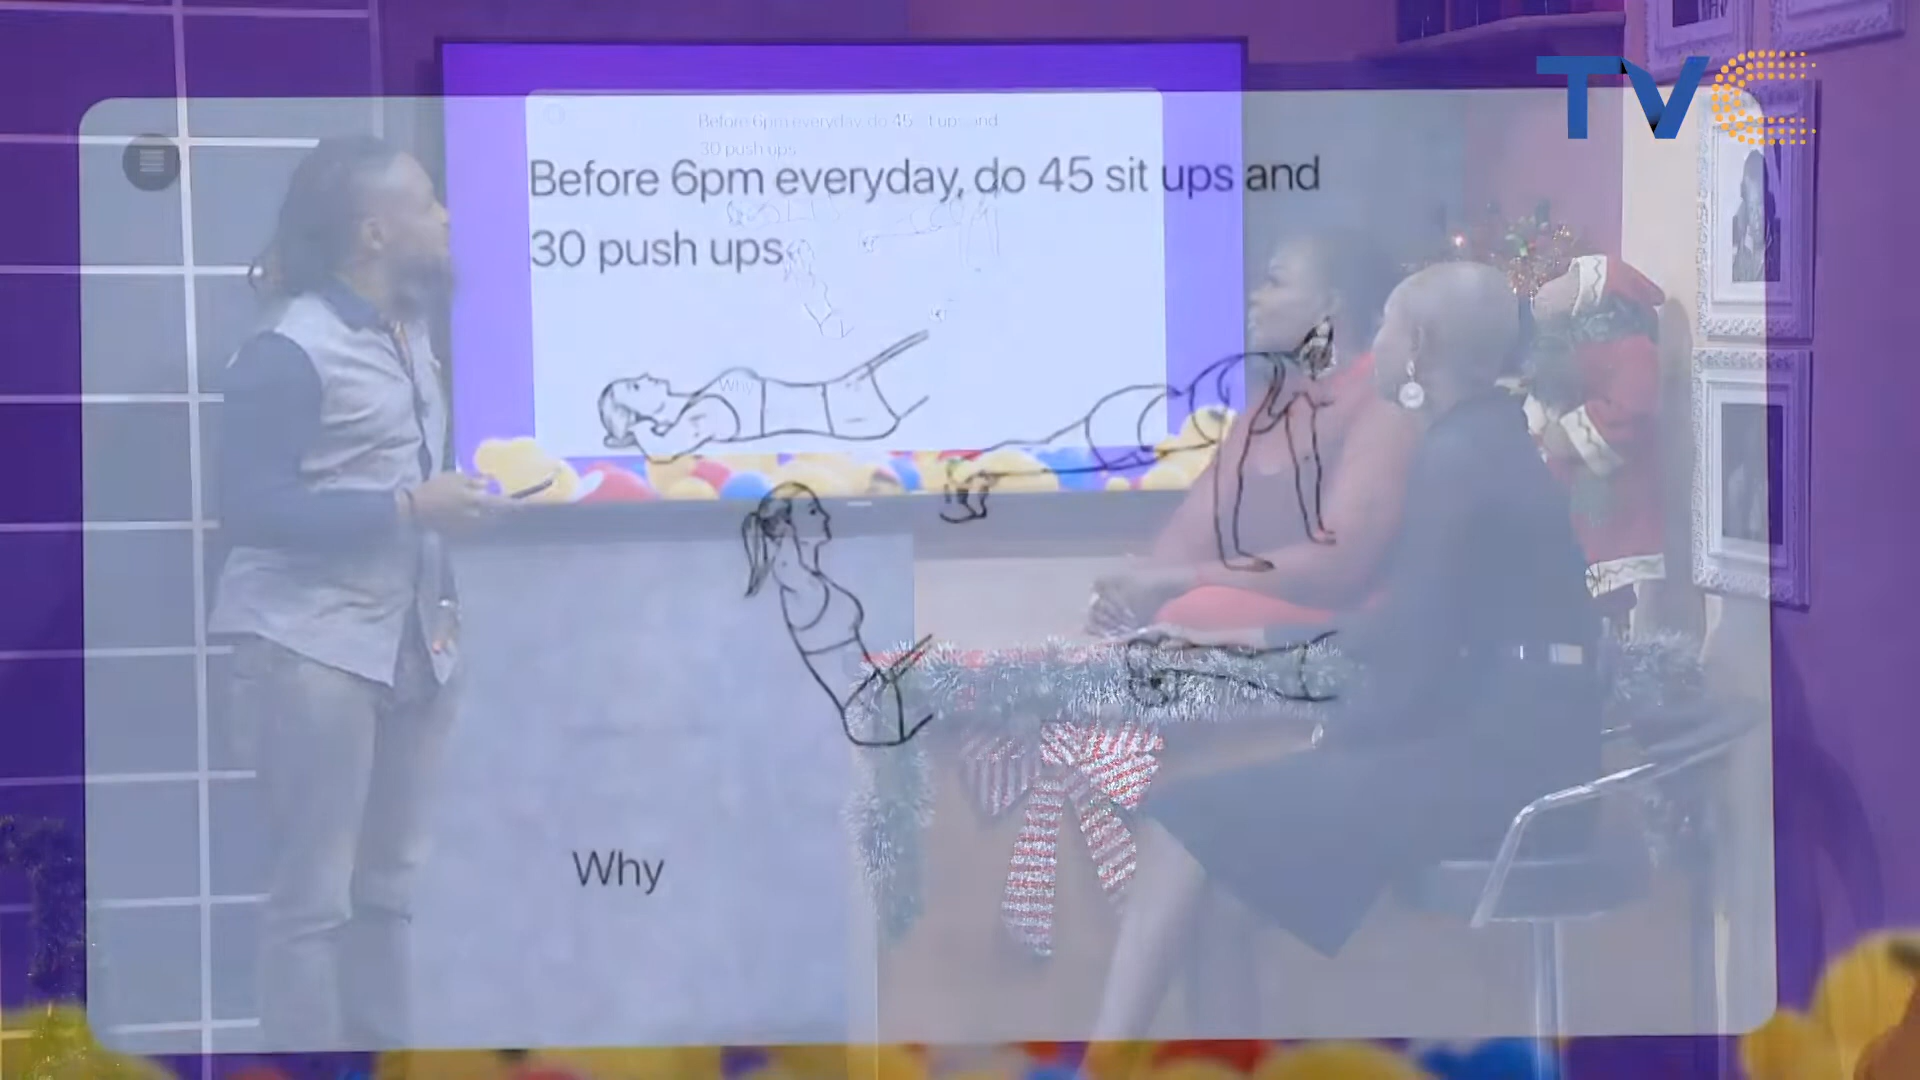 TVC
Before 6pm everyday do 45 sit ups and
30 push ups
Before 6pm everyday, do 45 sit ups and
30 push ups
Why
Why